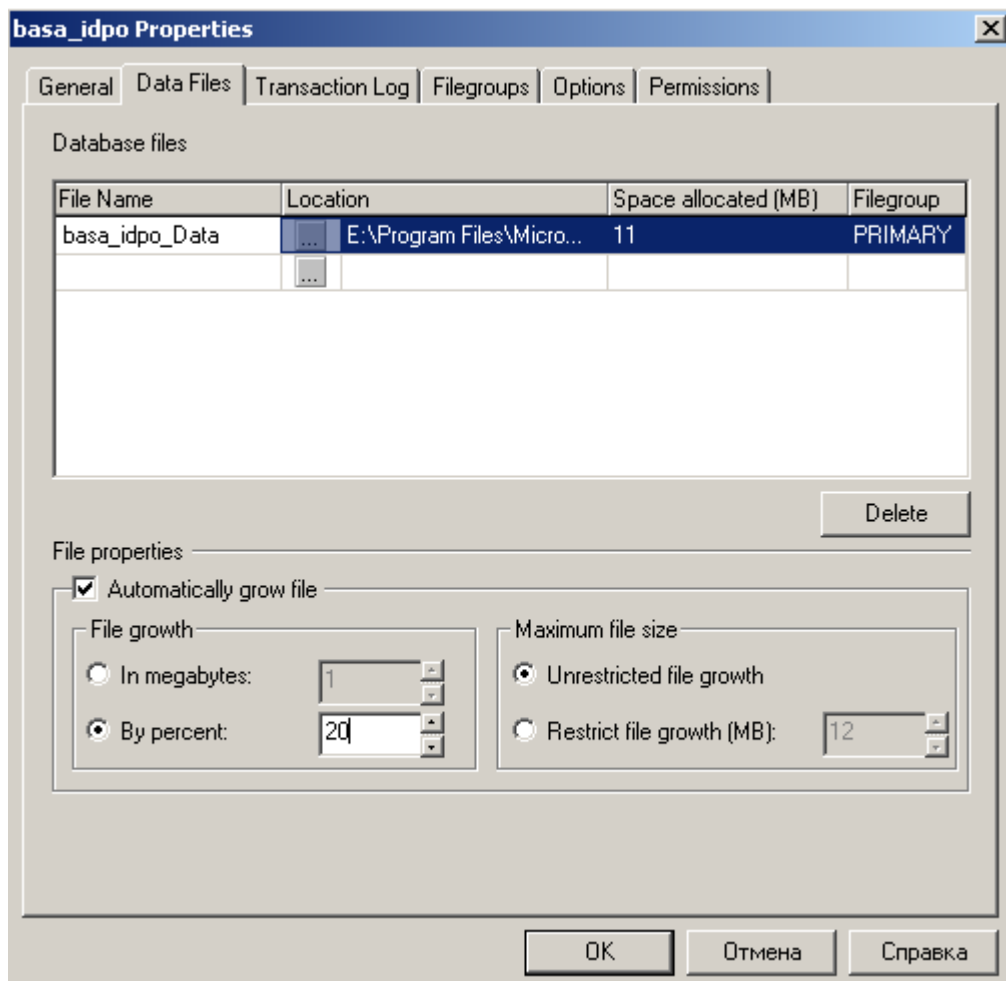 basa_idpo Properties
General Data Files Transaction Log Filegroups Options Permissions
Database files
File Name Location Space allocated (MB) Filegroup
basa_idpo_Data ... E:\Program Files\Micro... 11 PRIMARY
...
Delete
File properties
Automatically grow file
File growth
In megabytes: 1
By percent: 20
Maximum file size
Unrestricted file growth
Restrict file growth (MB): 12
OK Отмена Справка